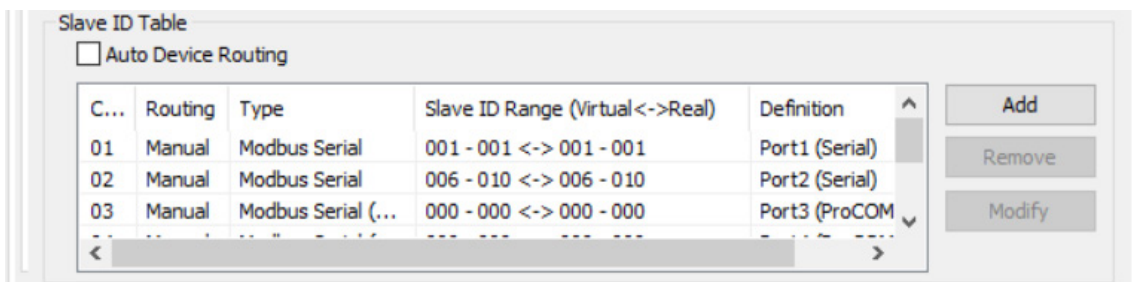 Slave ID Table
Auto Device Routing
C... Routing Type Slave ID Range (Virtual<->Real) Definition
01 Manual Modbus Serial 001 - 001 <-> 001 - 001 Port1 (Serial)
02 Manual Modbus Serial 006 - 010 <-> 006 - 010 Port2 (Serial)
03 Manual Modbus Serial (... 000 - 000 <-> 000 - 000 Port3 (ProCOM
Add
Remove
Modify